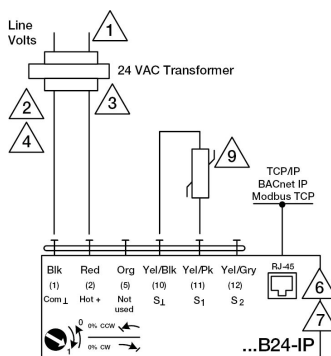 Line
Volts
1
24 VAC Transformer
2
3
4
9
TCP/IP
BACnet IP
Modbus TCP
Blk Red Org Yel/Blk Yel/Pk Yel/Gry
(1) (2) (5) (10) (11) (12)
Com ⊥ Hot + Not used S⊥ S1 S2
RJ-45
6
7
0
1
0% CCW
0% CW
...B24-IP